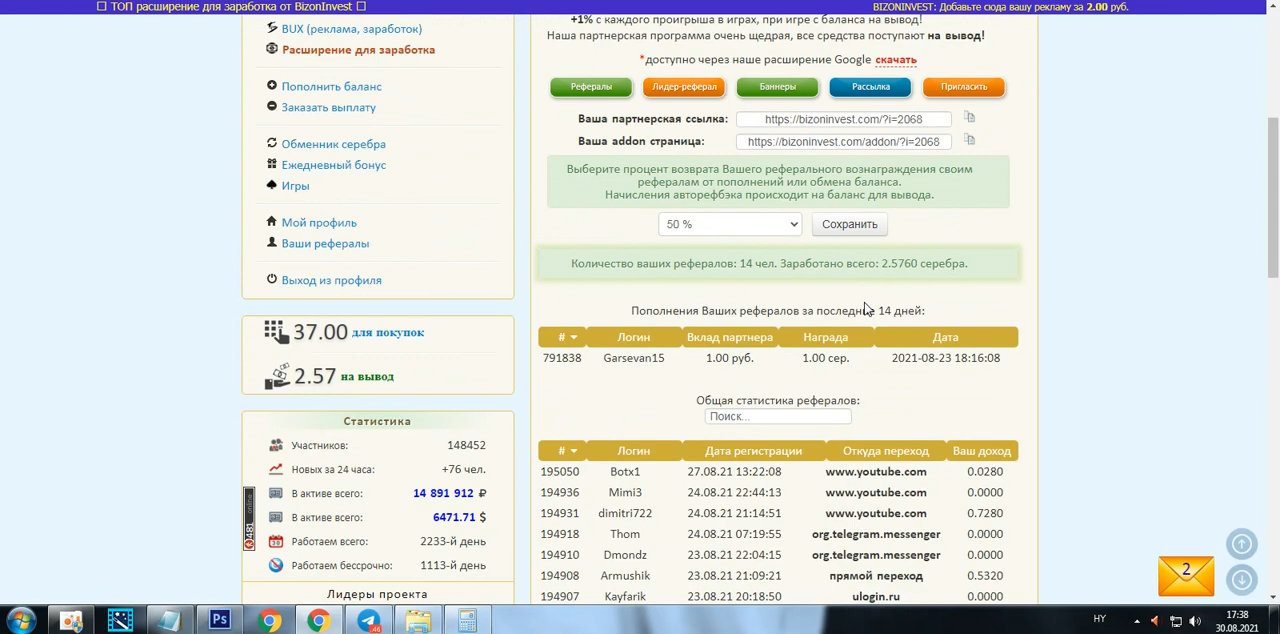 ☐ ТОП расширение для заработка от BizonInvest ☐
BIZONINVEST: Добавьте сюда вашу рекламу за 2.00 руб.
BUX (реклама, заработок)
Расширение для заработка
Пополнить баланс
Заказать выплату
Обменник серебра
Ежедневный бонус
Игры
Мой профиль
Ваши рефералы
Выход из профиля
37.00 для покупок
2.57 на вывод
Статистика
Участников: 148452
Новых за 24 часа: +76 чел.
В активе всего: 14 891 912 ₽
В активе всего: 6471.71 $
Работаем всего: 2233-й день
Работаем бессрочно: 1113-й день
Лидеры проекта
481 online
+1% с каждого проигрыша в играх, при игре с баланса на вывод!
Наша партнерская программа очень щедрая, все средства поступают на вывод!
*доступно через наше расширение Google скачать
Рефералы Лидер-реферал Баннеры Рассылка Пригласить
Ваша партнерская ссылка: https://bizoninvest.com/?i=2068
Ваша addon страница: https://bizoninvest.com/addon/?i=2068
Выберите процент возврата Вашего реферального вознаграждения своим
рефералам от пополнений или обмена баланса.
Начисления авторефбэка происходит на баланс для вывода.
50 % Сохранить
Количество ваших рефералов: 14 чел. Заработано всего: 2.5760 серебра.
Пополнения Ваших рефералов за последние 14 дней:
# Логин Вклад партнера Награда Дата
791838 Garsevan15 1.00 руб. 1.00 сер. 2021-08-23 18:16:08
Общая статистика рефералов:
Поиск...
# Логин Дата регистрации Откуда переход Ваш доход
195050 Botx1 27.08.21 13:22:08 www.youtube.com 0.0280
194936 Mimi3 24.08.21 22:44:13 www.youtube.com 0.0000
194931 dimitri722 24.08.21 21:14:51 www.youtube.com 0.7280
194918 Thom 24.08.21 07:19:55 org.telegram.messenger 0.0000
194910 Dmondz 23.08.21 22:04:15 org.telegram.messenger 0.0000
194908 Armushik 23.08.21 21:09:21 прямой переход 0.5320
194907 Kayfarik 23.08.21 20:18:50 ulogin.ru 0.0000
2
Ps
HY
17:38
30.08.2021